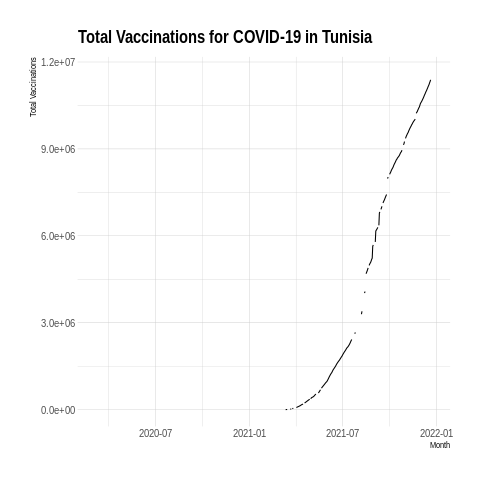 Total Vaccinations for COVID-19 in Tunisia
Total Vaccinations
1.2e+07
9.0e+06
6.0e+06
3.0e+06
0.0e+00
2020-07 2021-01 2021-07 2022-01
Month